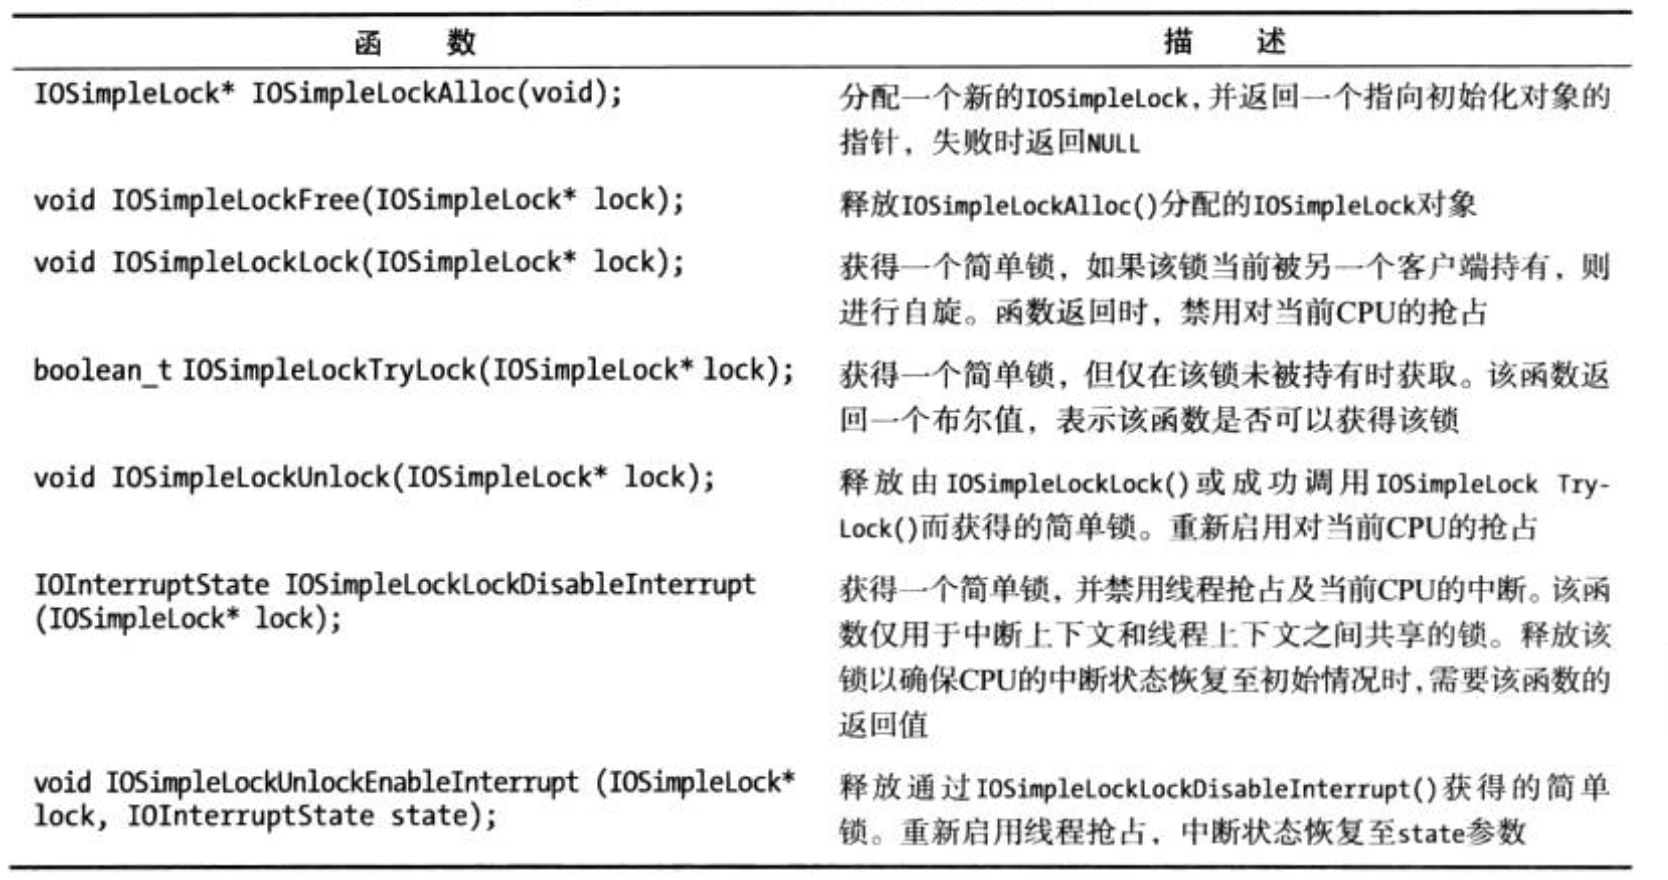 函 数 描 述
IOSimpleLock* IOSimpleLockAlloc(void);
分配一个新的IOSimpleLock,并返回一个指向初始化对象的
指针，失败时返回NULL
void IOSimpleLockFree(IOSimpleLock* lock);
释放IOSimpleLockAlloc()分配的IOSimpleLock对象
void IOSimpleLockLock(IOSimpleLock* lock);
获得一个简单锁，如果该锁当前被另一个客户端持有，则
进行自旋。函数返回时，禁用对当前CPU的抢占
boolean_t IOSimpleLockTryLock(IOSimpleLock* lock);
获得一个简单锁，但仅在该锁未被持有时获取。该函数返
回一个布尔值，表示该函数是否可以获得该锁
void IOSimpleLockUnlock(IOSimpleLock* lock);
释放由IOSimpleLockLock()或成功调用IOSimpleLock Try-
Lock()而获得的简单锁。重新启用对当前CPU的抢占
IOInterruptState IOSimpleLockLockDisableInterrupt
(IOSimpleLock* lock);
获得一个简单锁，并禁用线程抢占及当前CPU的中断。该函
数仅用于中断上下文和线程上下文之间共享的锁。释放该
锁以确保CPU的中断状态恢复至初始情况时,需要该函数的
返回值
void IOSimpleLockUnlockEnableInterrupt (IOSimpleLock*
lock, IOInterruptState state);
释放通过IOSimpleLockLockDisableInterrupt()获得的简单
锁。重新启用线程抢占，中断状态恢复至state参数